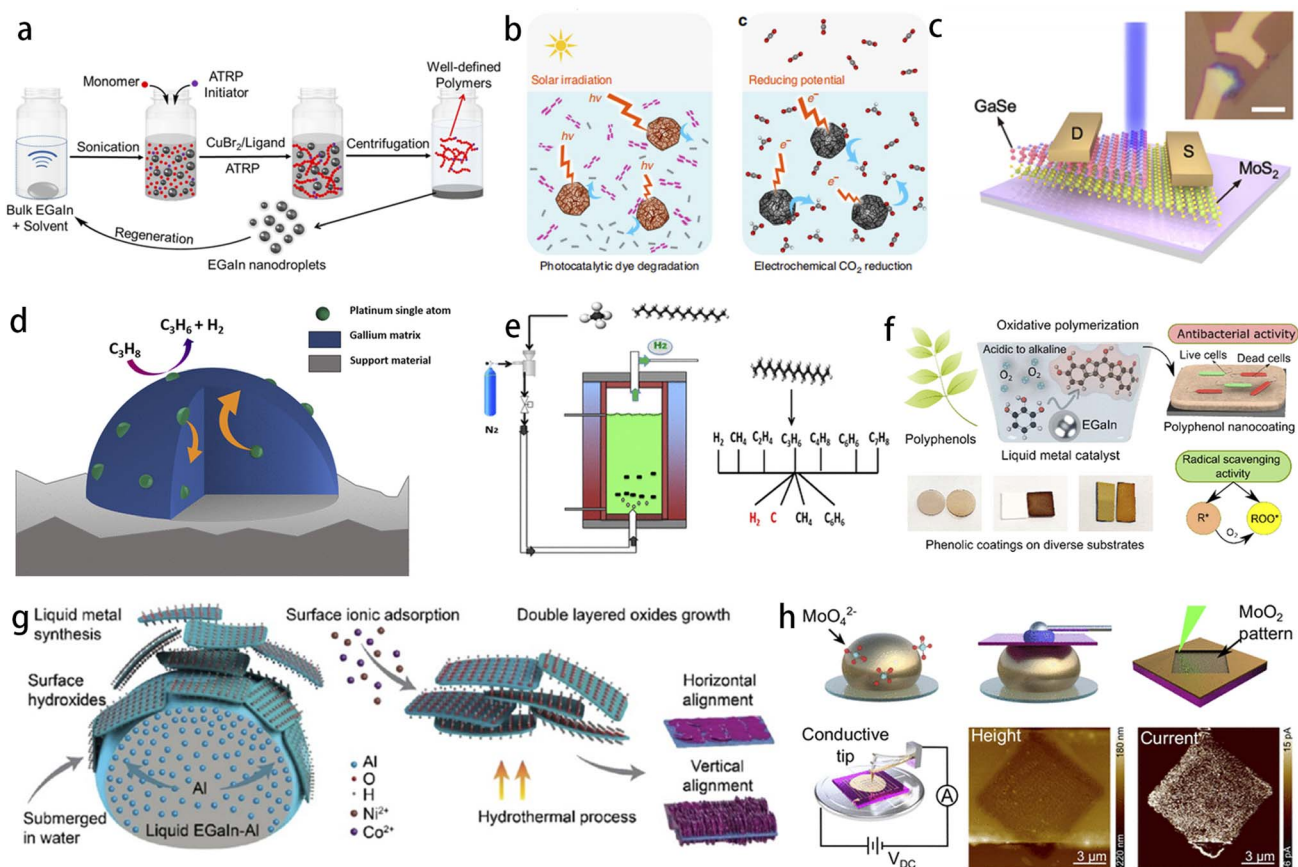 a
Monomer
ATRP
Initiator
Well-defined
Polymers
Sonication
CuBr₂/Ligand
ATRP
Centrifugation
Bulk EGaIn
+ Solvent
Regeneration
EGaIn nanodroplets
b
Solar irradiation
hv
hv
hv
Photocatalytic dye degradation
c
Reducing potential
e⁻
e⁻
e⁻
Electrochemical CO₂ reduction
c
GaSe
D
S
MoS₂
d
C₃H₆ + H₂
C₃H₈
Platinum single atom
Gallium matrix
Support material
e
H₂
N₂
H₂ CH₄ C₂H₄ C₃H₆ C₄H₈ C₆H₆ C₇H₈
H₂ C CH₄ C₆H₆
f
Polyphenols
Oxidative polymerization
Acidic to alkaline
O₂
O₂ O₂
EGaIn
Liquid metal catalyst
Antibacterial activity
Live cells Dead cells
Polyphenol nanocoating
Phenolic coatings on diverse substrates
Radical scavenging
activity
R•
O₂
ROO•
g
Liquid metal
synthesis
Surface
hydroxides
Al
Liquid EGaIn-Al
Submerged
in water
Surface ionic adsorption
Double layered oxides growth
Al
O
H
Ni²⁺
Co²⁺
Hydrothermal process
Horizontal
alignment
Vertical
alignment
h
MoO₄²⁻
MoO₂
pattern
Conductive
tip
A
V_DC
Height
180 nm
220 nm
3 µm
Current
15 pA
3 µm